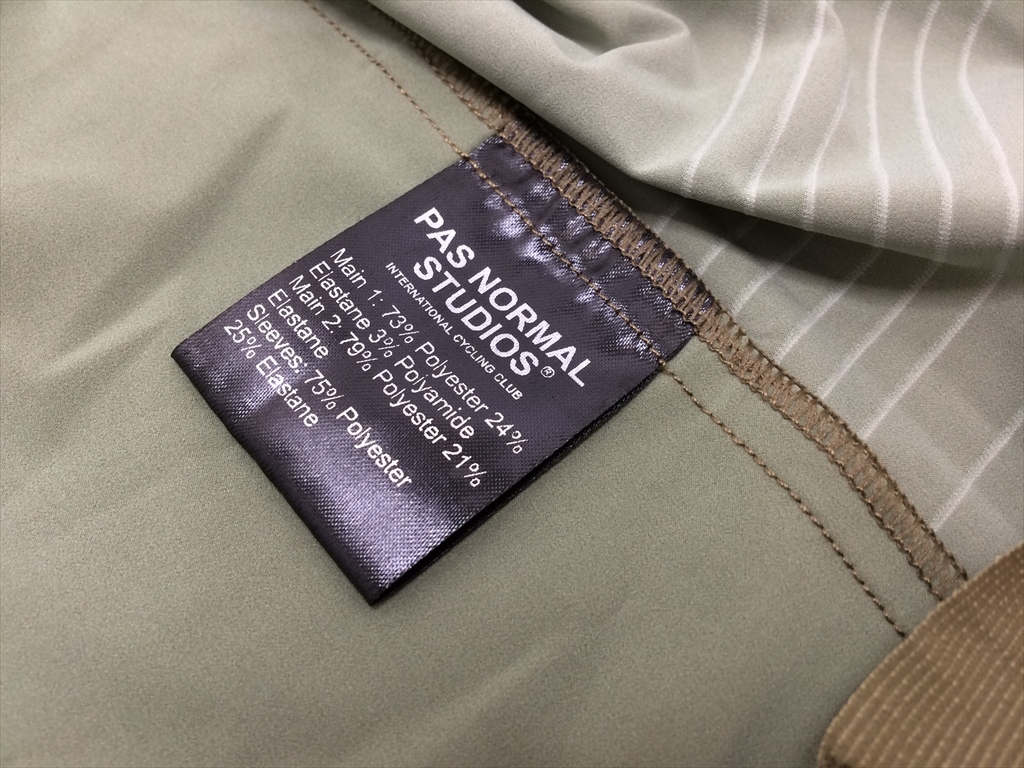 PAS NORMAL
STUDIOS®
INTERNATIONAL CYCLING CLUB
Main 1: 73% Polyester 24%
Elastane 3% Polyamide
Main 2: 79% Polyester 21%
Elastane
Sleeves: 75% Polyester
25% Elastane